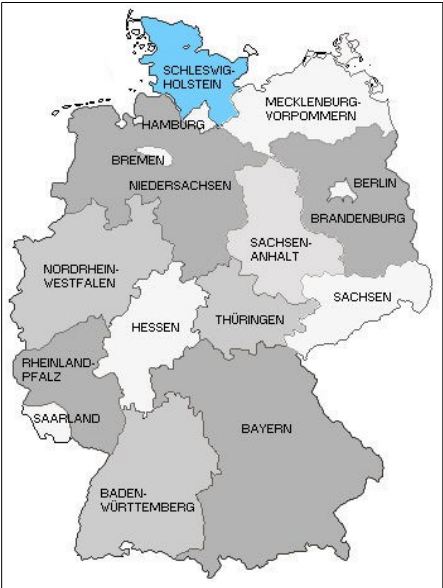 SCHLESWIG-
HOLSTEIN
MECKLENBURG-
VORPOMMERN
HAMBURG
BREMEN
NIEDERSACHSEN
BERLIN
BRANDENBURG
SACHSEN-
ANHALT
NORDRHEIN-
WESTFALEN
SACHSEN
HESSEN
THÜRINGEN
RHEINLAND-
PFALZ
SAARLAND
BAYERN
BADEN-
WÜRTTEMBERG